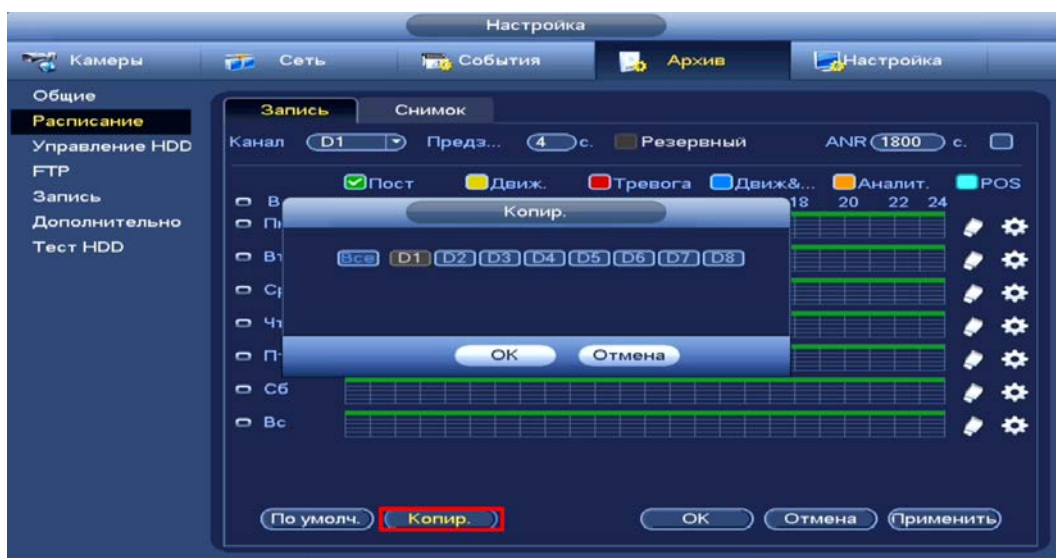 Настройка
Камеры Сеть События Архив Настройка
Общие
Расписание
Управление HDD
FTP
Запись
Дополнительно
Тест HDD
Запись Снимок
Канал D1 Предз... 4 с. Резервный ANR 1800 с.
Пост Движ. Тревога Движ&... Аналит. POS
18 20 22 24
Копир.
Все D1 D2 D3 D4 D5 D6 D7 D8
OK Отмена
Сб
Вс
По умолч. Копир. OK Отмена Применить